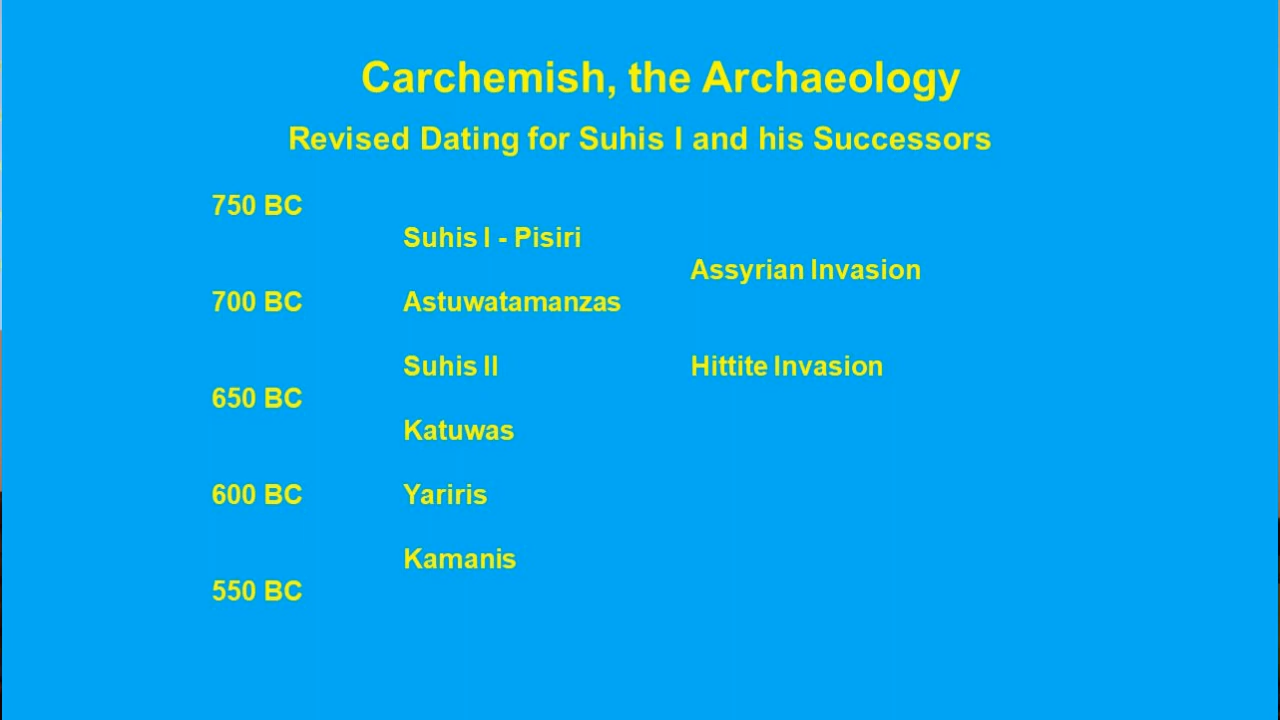 Carchemish, the Archaeology
Revised Dating for Suhis I and his Successors
750 BC
Suhis I - Pisiri
Assyrian Invasion
700 BC Astuwatamanzas
Suhis II Hittite Invasion
650 BC
Katuwas
600 BC Yariris
Kamanis
550 BC